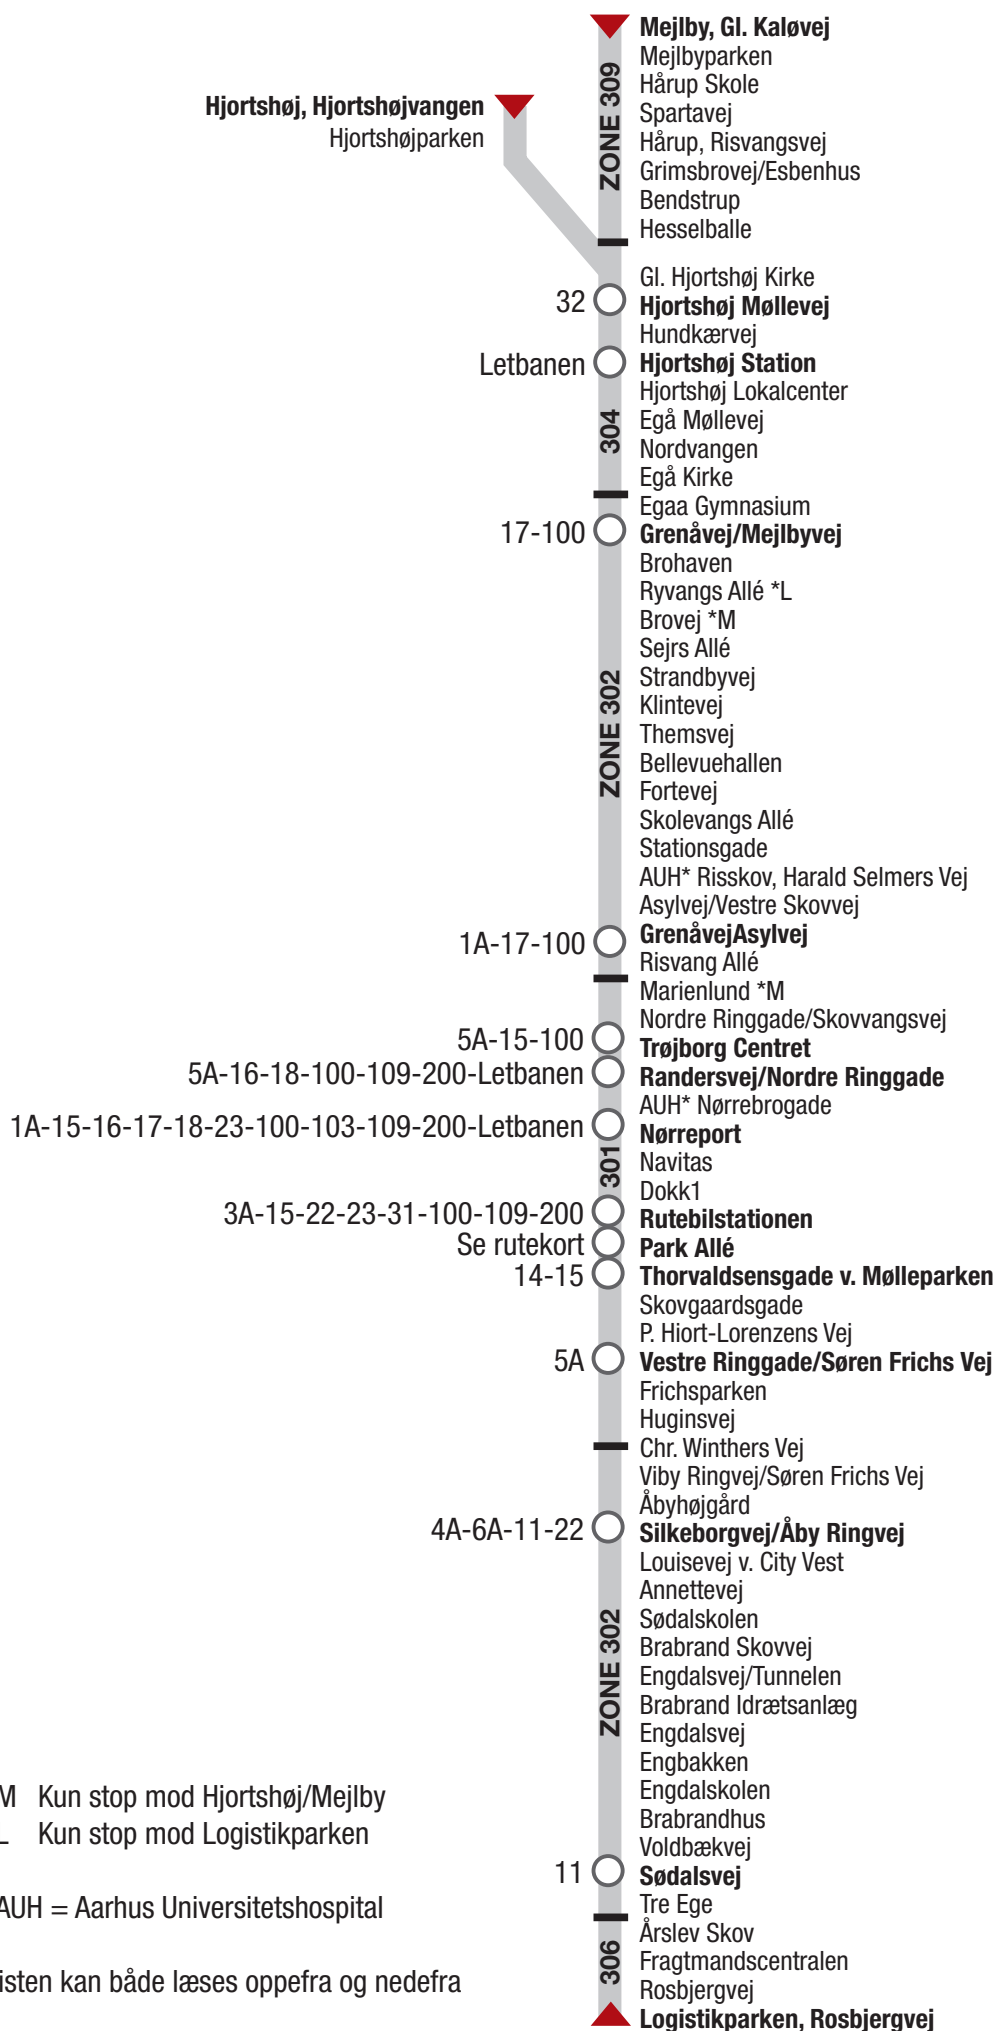 Mejlby, Gl. Kaløvej
Mejlbyparken
Hårup Skole
Spartavej
Hårup, Risvangsvej
Grimsbrovej/Esbenhus
Bendstrup
Hesselballe
ZONE 309
Hjortshøj, Hjortshøjvangen
Hjortshøjparken
Gl. Hjortshøj Kirke
32 Hjortshøj Møllevej
Hundkærvej
Letbanen Hjortshøj Station
Hjortshøj Lokalcenter
Egå Møllevej
Nordvangen
Egå Kirke
304
Egaa Gymnasium
17-100 Grenåvej/Mejlbyvej
Brohaven
Ryvangs Allé *L
Brovej *M
Sejrs Allé
Strandbyvej
Klintevej
Themsvej
Bellevuehallen
Fortevej
Skolevangs Allé
Stationsgade
AUH* Risskov, Harald Selmers Vej
Asylvej/Vestre Skovvej
1A-17-100 GrenåvejAsylvej
Risvang Allé
ZONE 302
Marienlund *M
Nordre Ringgade/Skovvangsvej
5A-15-100 Trøjborg Centret
5A-16-18-100-109-200-Letbanen Randersvej/Nordre Ringgade
AUH* Nørrebrogade
1A-15-16-17-18-23-100-103-109-200-Letbanen Nørreport
Navitas
Dokk1
3A-15-22-23-31-100-109-200 Rutebilstationen
Se rutekort Park Allé
14-15 Thorvaldsensgade v. Mølleparken
Skovgaardsgade
P. Hiort-Lorenzens Vej
5A Vestre Ringgade/Søren Frichs Vej
Frichsparken
Huginsvej
301
Chr. Winthers Vej
Viby Ringvej/Søren Frichs Vej
Åbyhøjgård
4A-6A-11-22 Silkeborgvej/Åby Ringvej
Louisevej v. City Vest
Annettevej
Sødalskolen
Brabrand Skovvej
Engdalsvej/Tunnelen
Brabrand Idrætsanlæg
Engdalsvej
Engbakken
Engdalskolen
Brabrandhus
Voldbækvej
11 Sødalsvej
Tre Ege
ZONE 302
Årslev Skov
Fragtmandscentralen
Rosbjergvej
Logistikparken, Rosbjergvej
306
M Kun stop mod Hjortshøj/Mejlby
L Kun stop mod Logistikparken
AUH = Aarhus Universitetshospital
isten kan både læses oppefra og nedefra